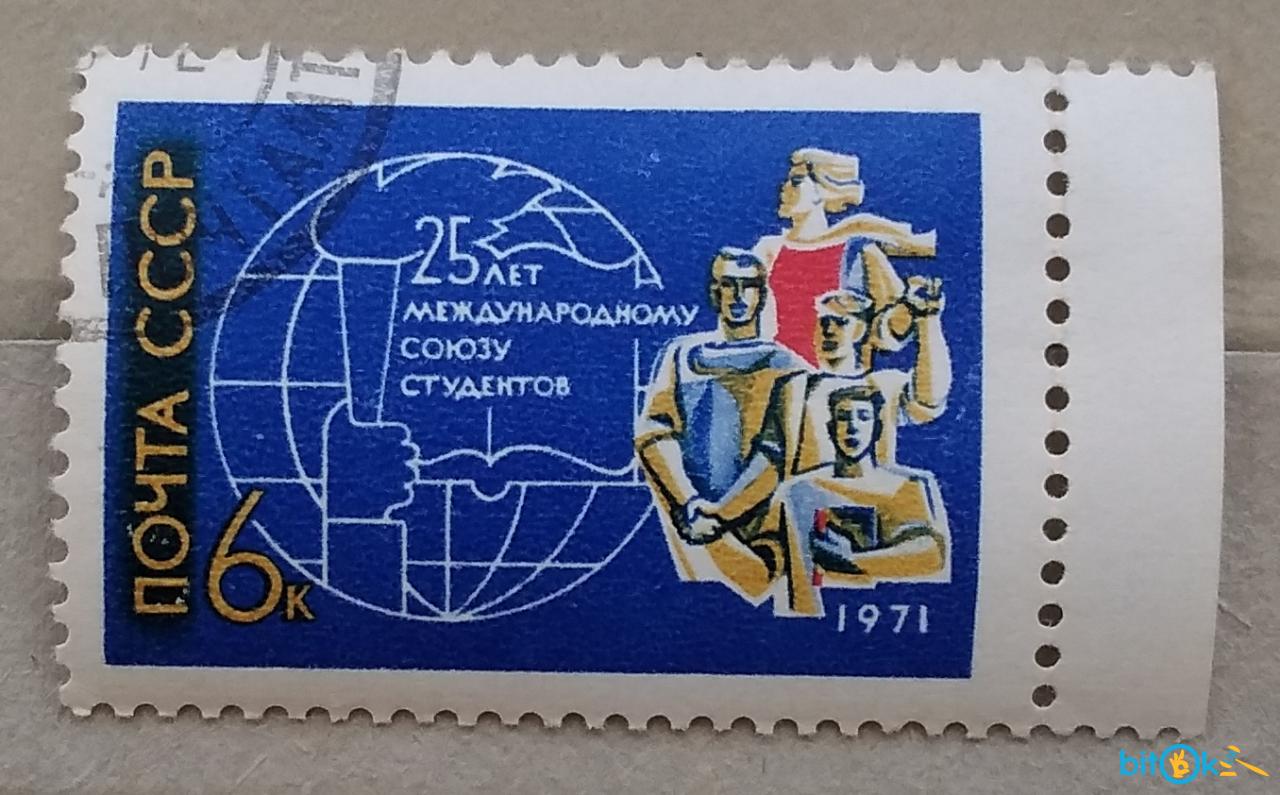 ПОЧТА СССР
25 ЛЕТ
МЕЖДУНАРОДНОМУ
СОЮЗУ
СТУДЕНТОВ
6к
1971
bitOk